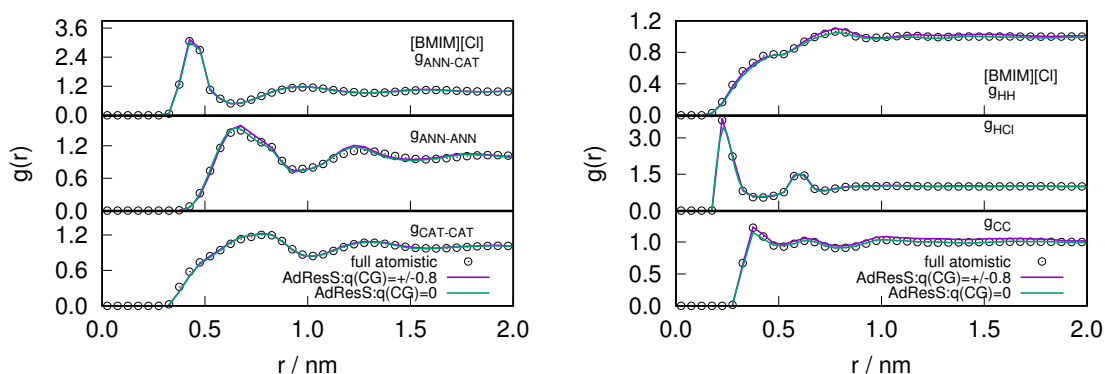 3.6
2.4
1.2
0.0
[BMIM][Cl]
gANN-CAT
1.2
0.6
0.0
gANN-ANN
1.2
0.6
0.0
gCAT-CAT
full atomistic
AdResS:q(CG)=+/-0.8
AdResS:q(CG)=0
0.0 0.5 1.0 1.5 2.0
g(r)
r / nm
1.2
0.8
0.4
0.0
[BMIM][Cl]
gHH
3.0
1.5
0.0
gHCl
1.0
0.5
0.0
gCC
full atomistic
AdResS:q(CG)=+/-0.8
AdResS:q(CG)=0
0.0 0.5 1.0 1.5 2.0
g(r)
r / nm